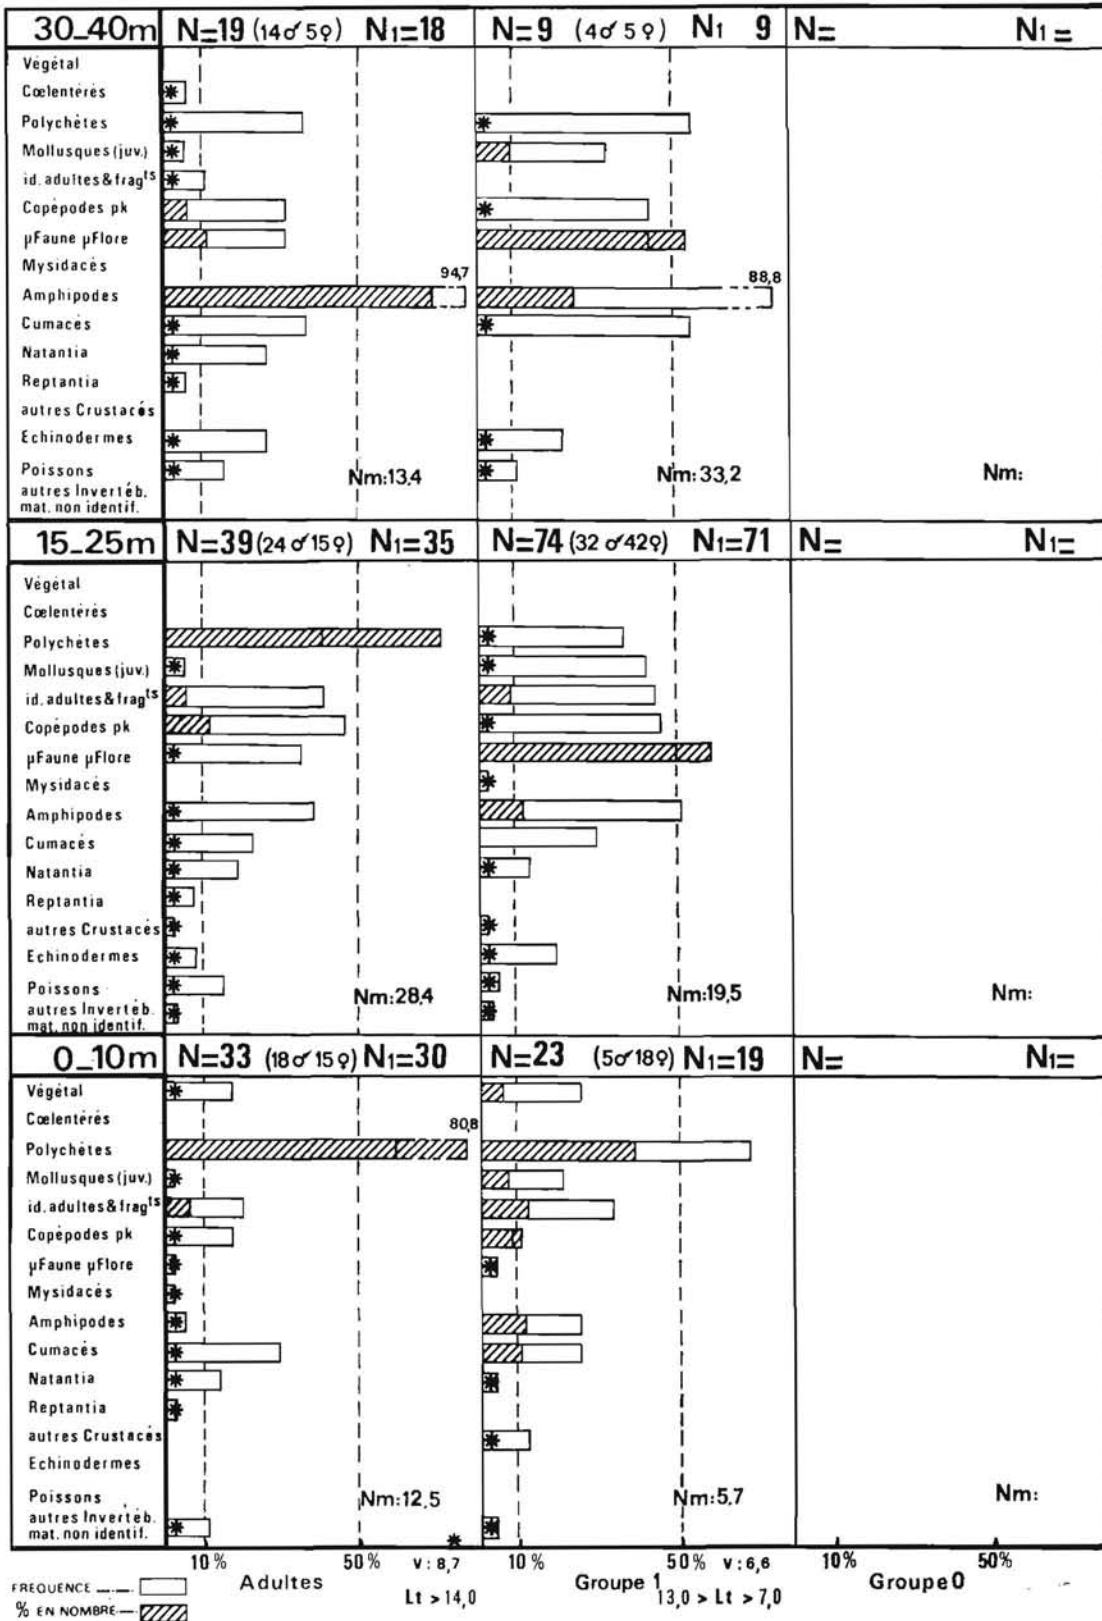 30_40m N=19 (14♂ 5♀) N1=18 N=9 (4♂ 5♀) N1 9 N= N1=
Végétal
Cœlentérés
Polychètes
Mollusques (juv.)
id. adultes & fragts
Copépodes pk
µFaune µFlore
Mysidacés
94,7 88,8
Amphipodes
Cumacés
Natantia
Reptantia
autres Crustacés
Echinodermes
Poissons Nm:13,4 Nm:33,2 Nm:
autres Invertéb.
mat. non identif.
15_25m N=39 (24♂ 15♀) N1=35 N=74 (32♂ 42♀) N1=71 N= N1=
Végétal
Cœlentérés
Polychètes
Mollusques (juv.)
id. adultes & fragts
Copépodes pk
µFaune µFlore
Mysidacés
Amphipodes
Cumacés
Natantia
Reptantia
autres Crustacés
Echinodermes
Poissons Nm:28,4 Nm:19,5 Nm:
autres Invertéb.
mat. non identif.
0_10m N=33 (18♂ 15♀) N1=30 N=23 (5♂ 18♀) N1=19 N= N1=
Végétal
Cœlentérés
80,8
Polychètes
Mollusques (juv.)
id. adultes & fragts
Copépodes pk
µFaune µFlore
Mysidacés
Amphipodes
Cumacés
Natantia
Reptantia
autres Crustacés
Echinodermes
Poissons Nm:12,5 Nm:5,7 Nm:
autres Invertéb.
mat. non identif.
10% 50% * V:8,7 10% 50% V:6,6 10% 50%
FREQUENCE Adultes Groupe 1 Groupe 0
% EN NOMBRE Lt > 14,0 13,0 > Lt > 7,0